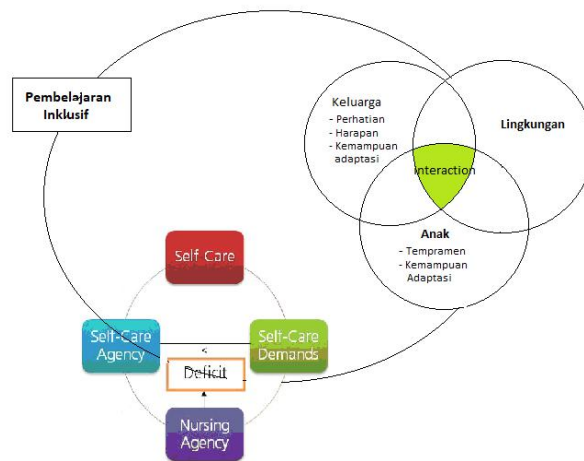 Pembelajaran
Inklusif
Keluarga
- Perhatian
- Harapan
- Kemampuan
adaptasi
Lingkungan
Interaction
Anak
- Tempramen
- Kemampuan
Adaptasi
Self Care
Self-Care
Agency
<
Self-Care
Demands
Deficit
Nursing
Agency